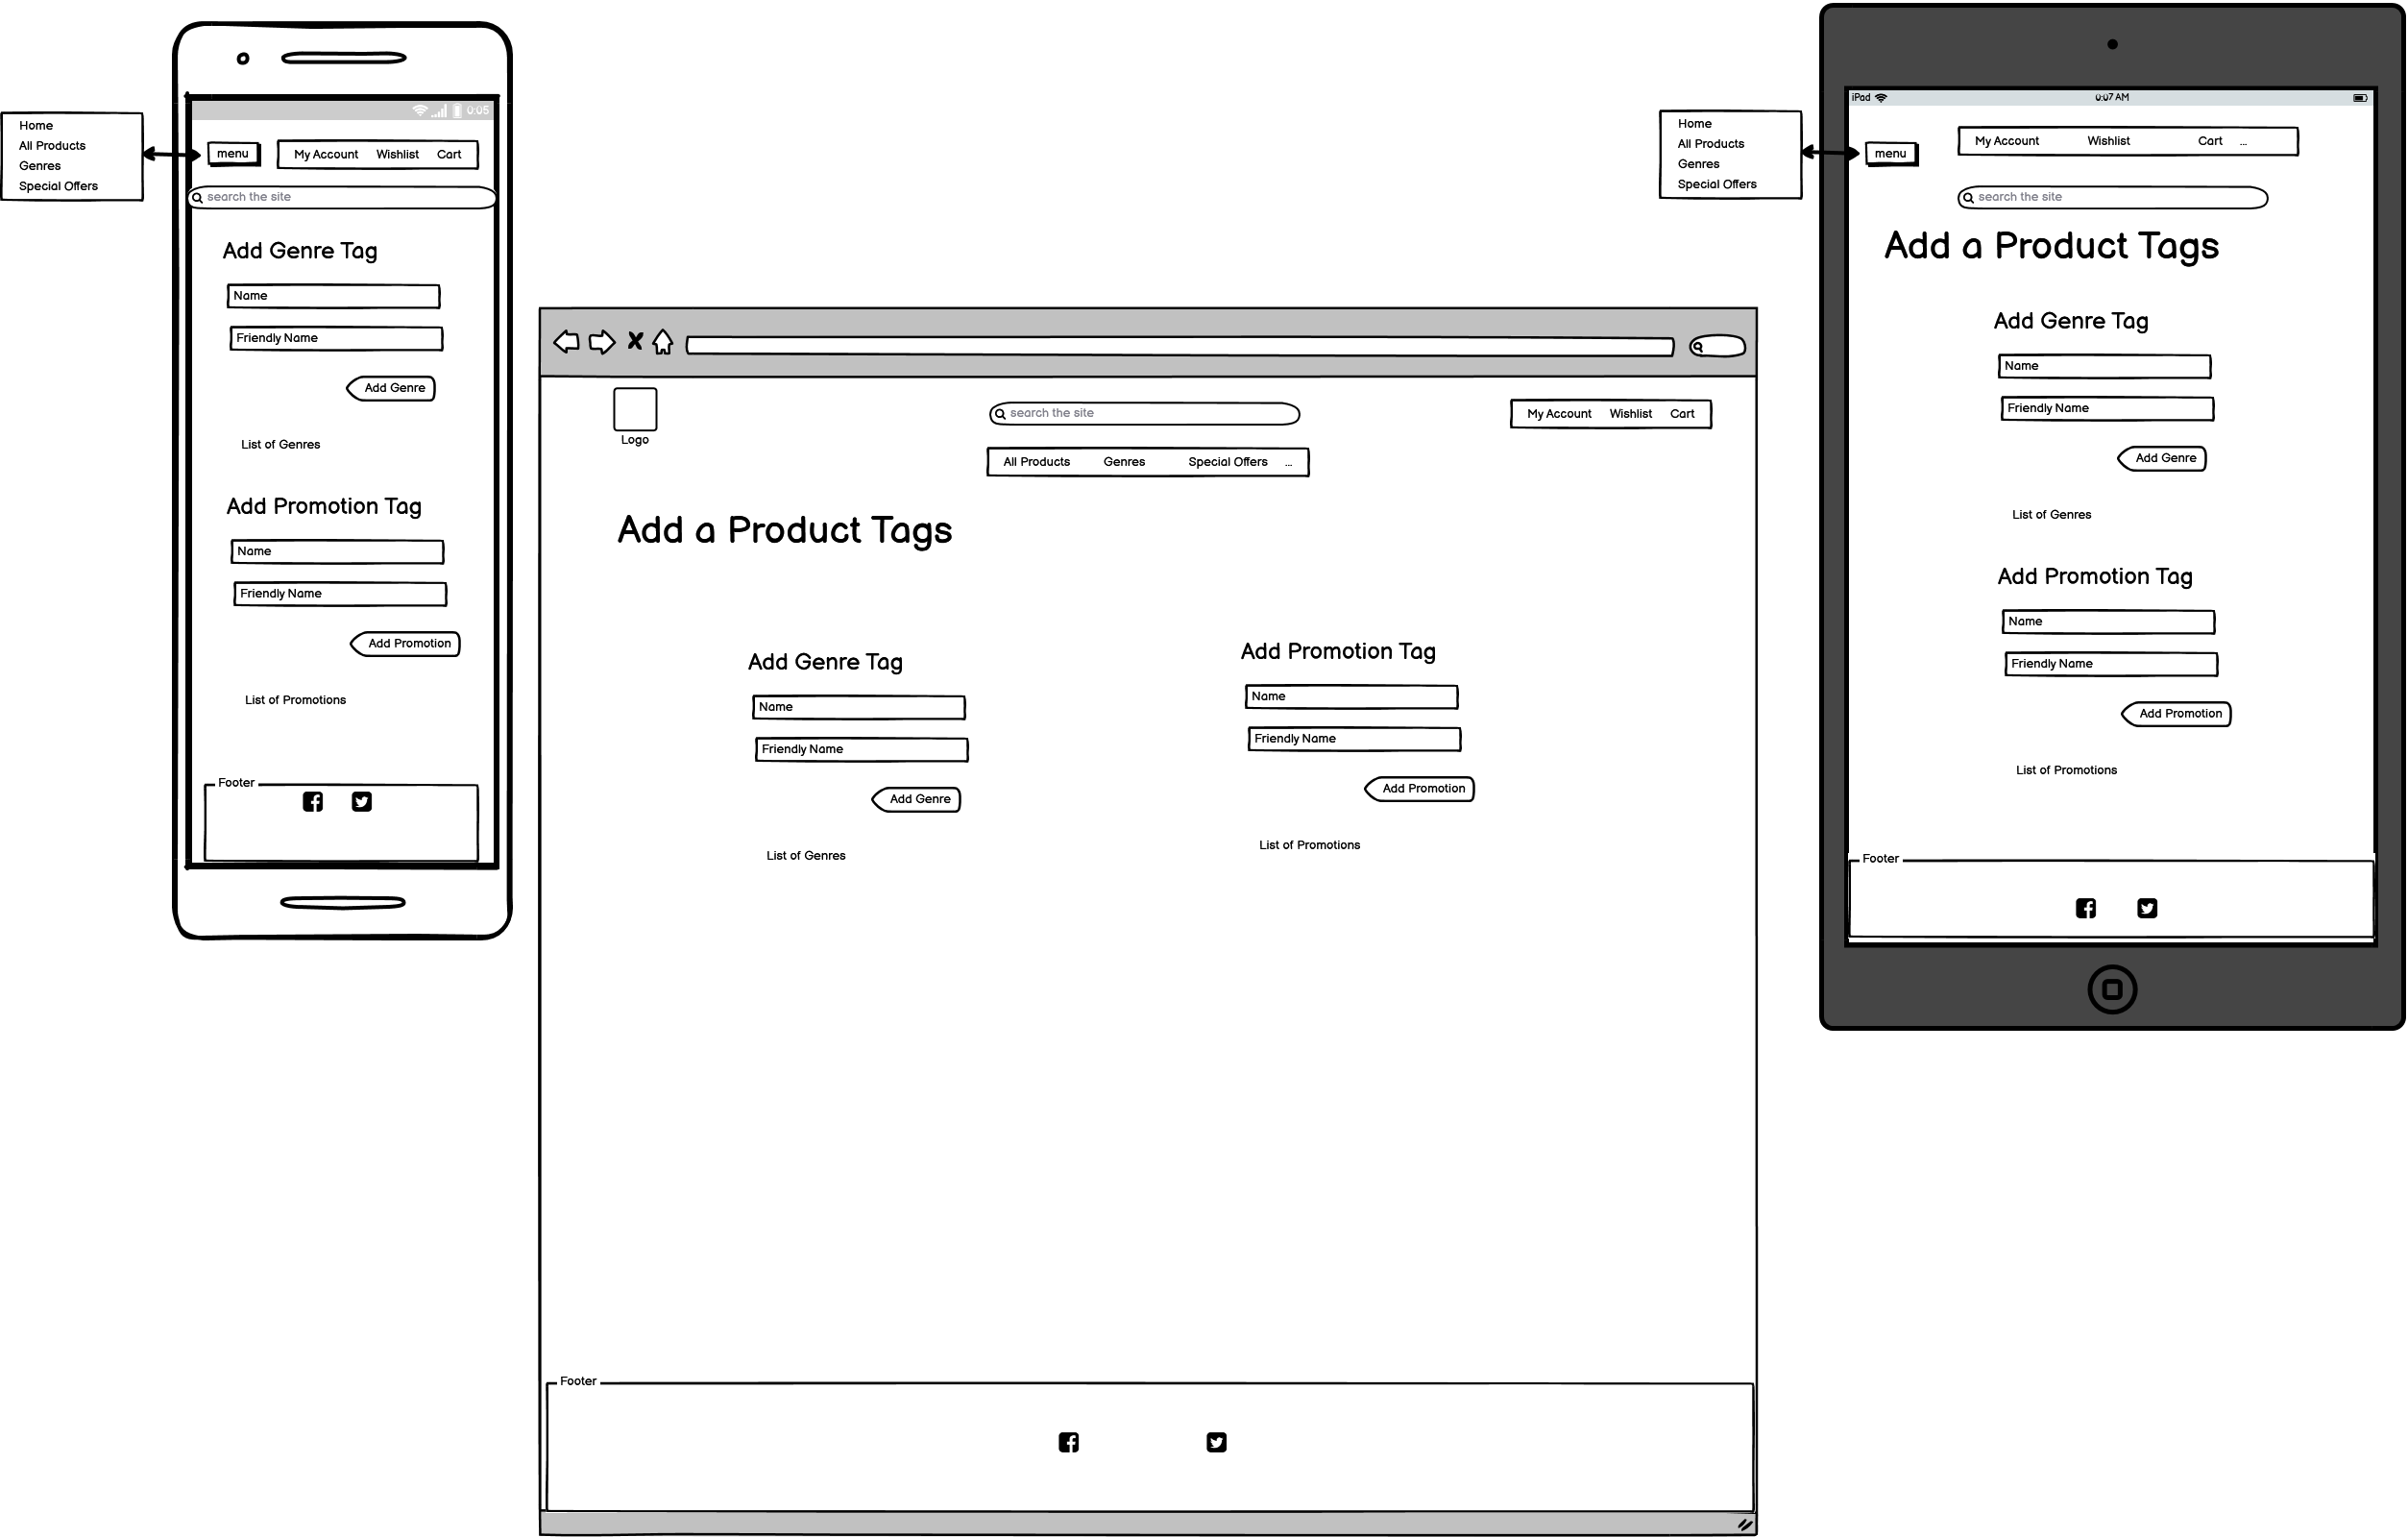 Home
All Products
Genres
Special Offers
0:05
menu
My Account Wishlist Cart
search the site
Add Genre Tag
Name
Friendly Name
Add Genre
List of Genres
Add Promotion Tag
Name
Friendly Name
Add Promotion
List of Promotions
Footer
Logo
search the site
My Account Wishlist Cart
All Products Genres Special Offers ...
Add a Product Tags
Add Genre Tag
Name
Friendly Name
Add Genre
List of Genres
Add Promotion Tag
Name
Friendly Name
Add Promotion
List of Promotions
Footer
Home
All Products
Genres
Special Offers
iPad 0:07 AM
menu
My Account Wishlist Cart ...
search the site
Add a Product Tags
Add Genre Tag
Name
Friendly Name
Add Genre
List of Genres
Add Promotion Tag
Name
Friendly Name
Add Promotion
List of Promotions
Footer